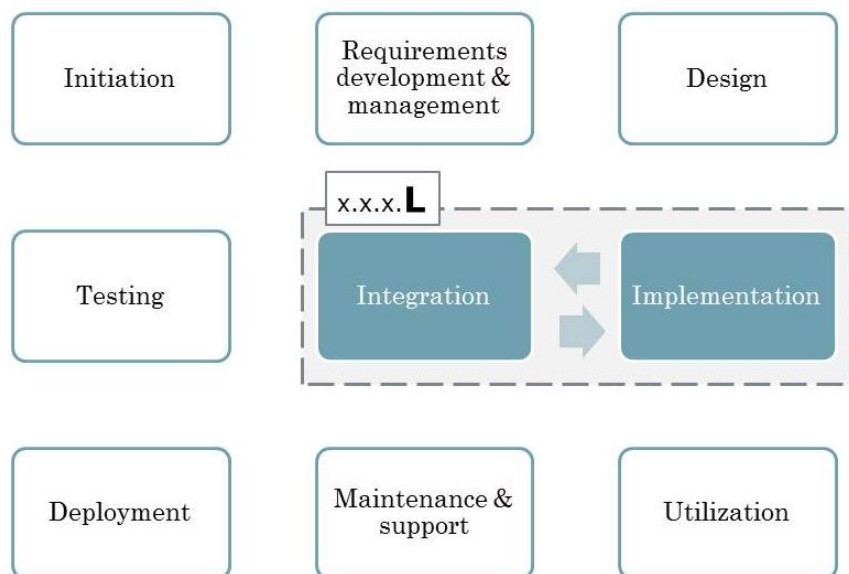 Initiation
Requirements
development &
management
Design
x.x.x.L
Testing
Integration
Implementation
Deployment
Maintenance &
support
Utilization